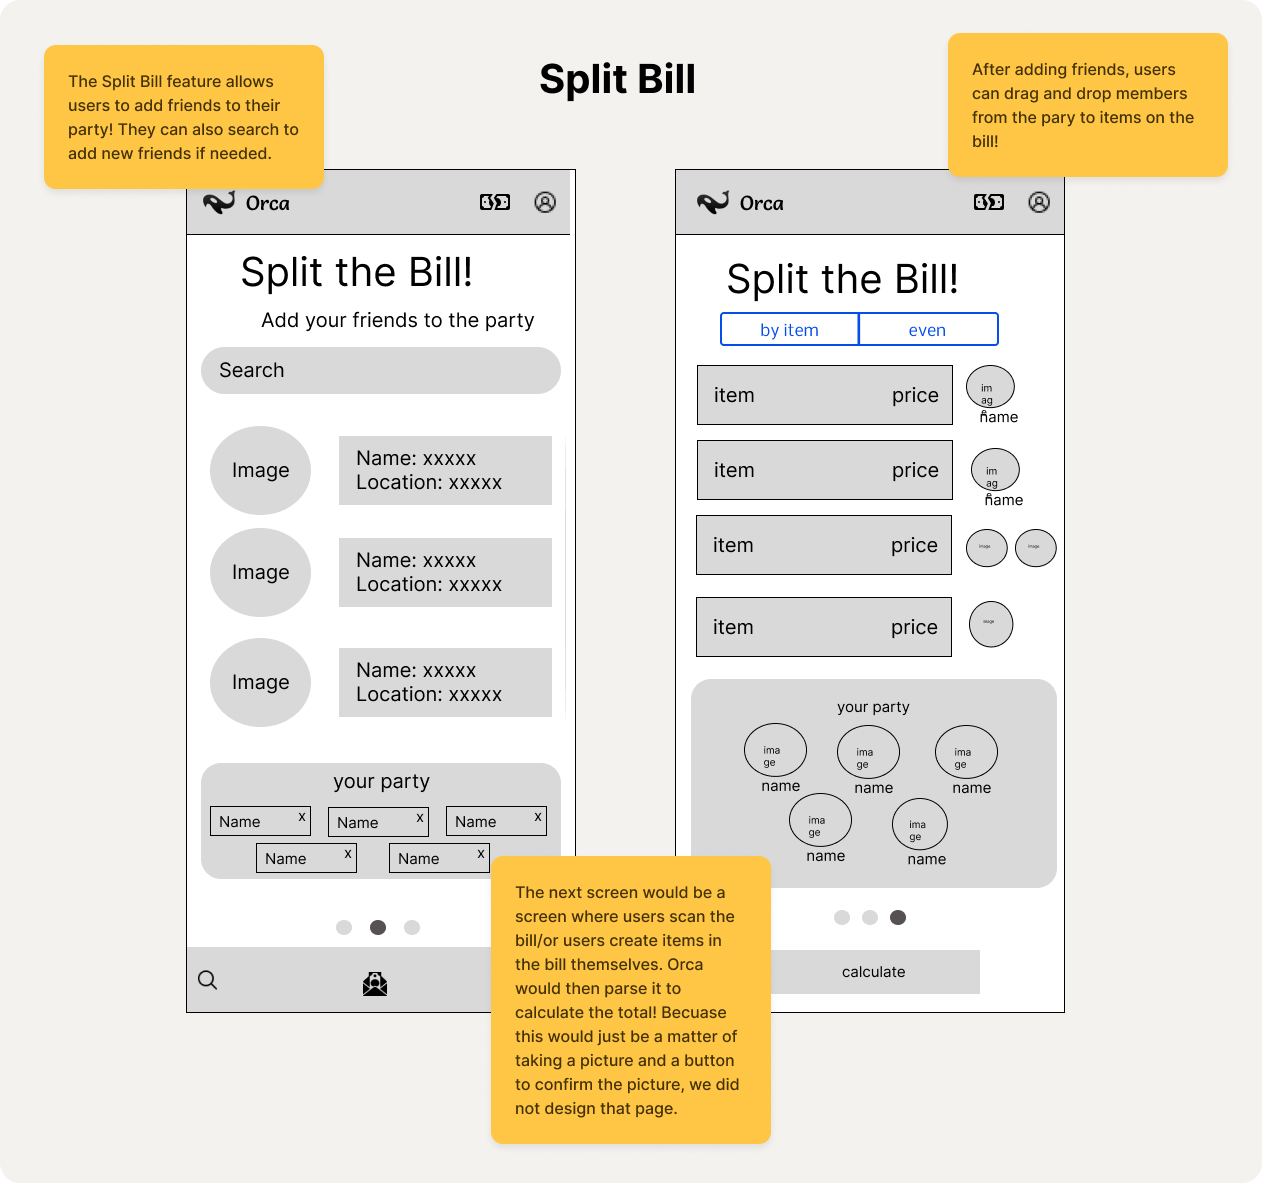 Split Bill
The Split Bill feature allows
users to add friends to their
party! They can also search to
add new friends if needed.
After adding friends, users
can drag and drop members
from the pary to items on the
bill!
Orca
Split the Bill!
Add your friends to the party
Search
Image
Name: xxxxx
Location: xxxxx
Image
Name: xxxxx
Location: xxxxx
Image
Name: xxxxx
Location: xxxxx
your party
Name x
Name x
Name x
Name x
Name x
The next screen would be a
screen where users scan the
bill/or users create items in
the bill themselves. Orca
would then parse it to
calculate the total! Becuase
this would just be a matter of
taking a picture and a button
to confirm the picture, we did
not design that page.
Orca
Split the Bill!
by item even
item price
im
ag
e
name
item price
im
ag
e
name
item price
image
image
item price
image
your party
ima
ge
name
ima
ge
name
ima
ge
name
ima
ge
name
ima
ge
name
calculate